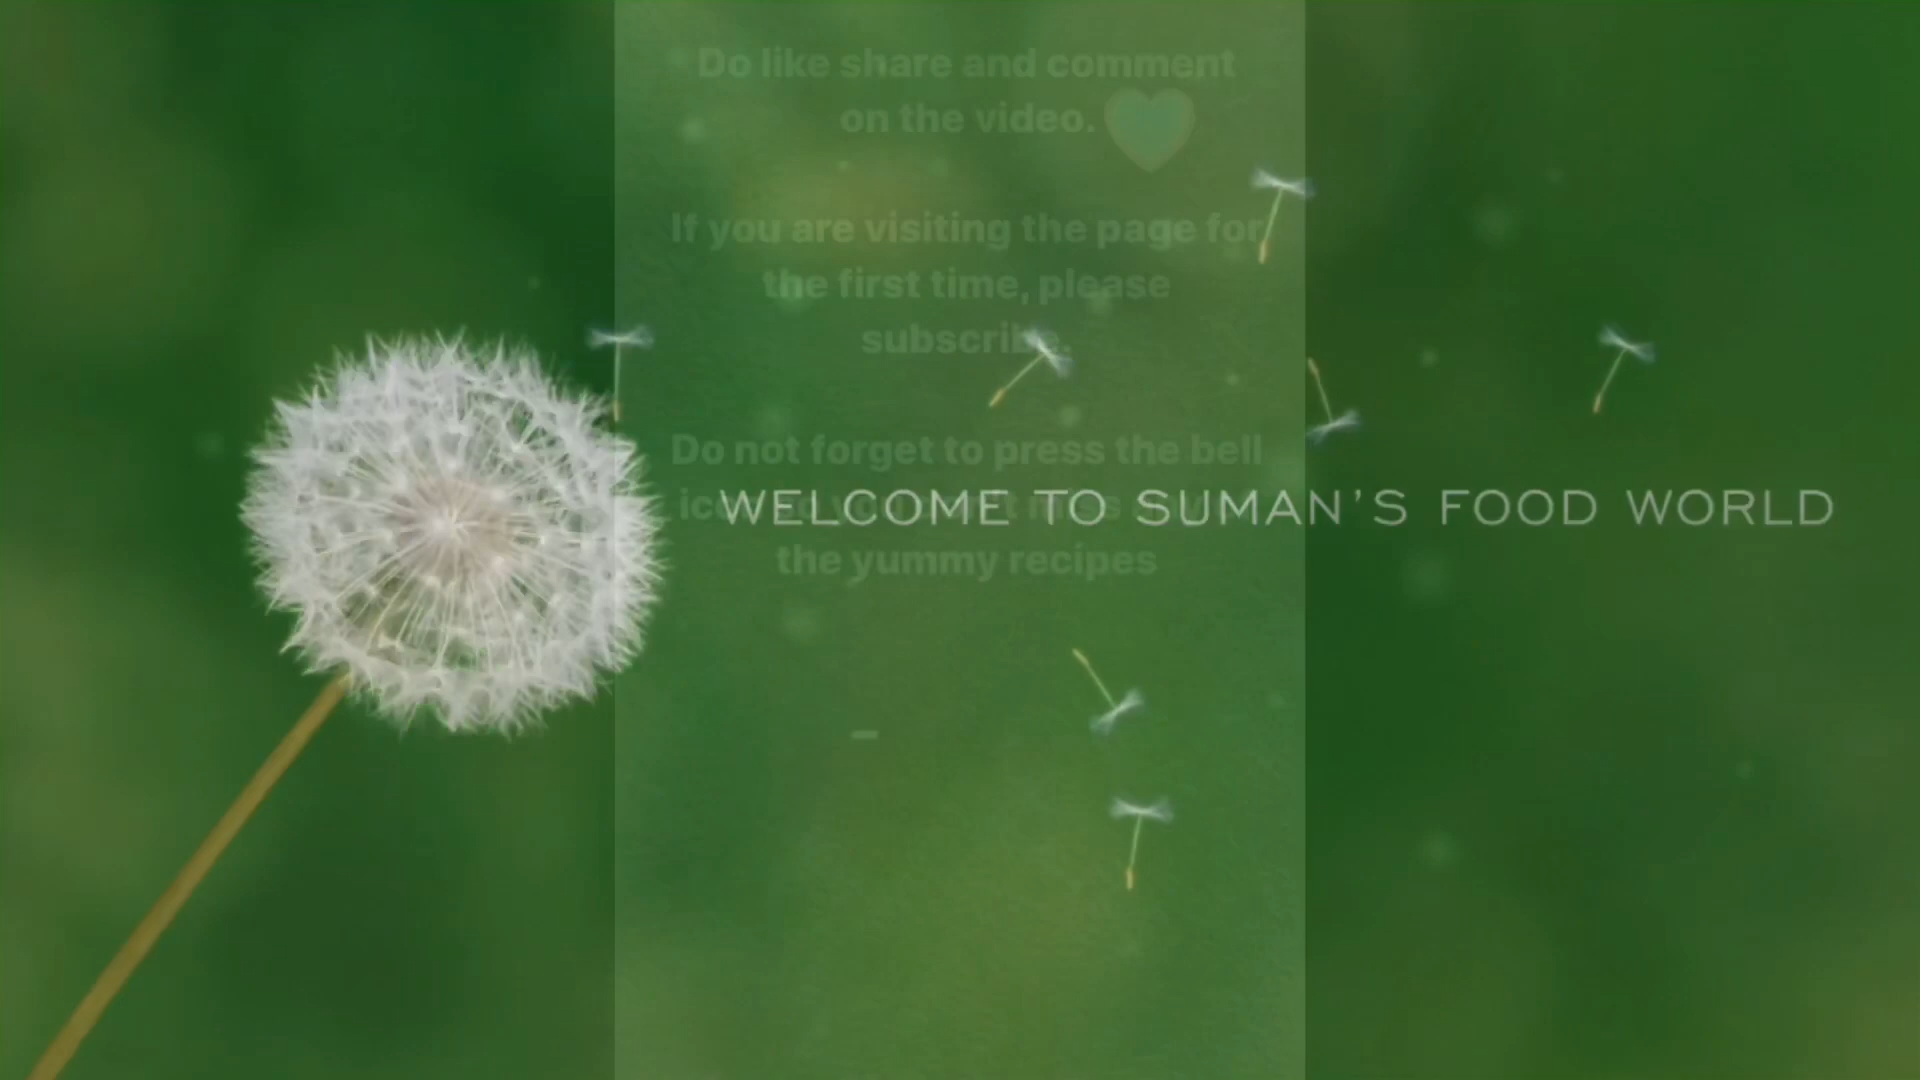 Do like share and comment
on the video.
If you are visiting the page for
the first time, please
subscribe.
Do not forget to press the bell
WELCOME TO SUMAN'S FOOD WORLD
the yummy recipes